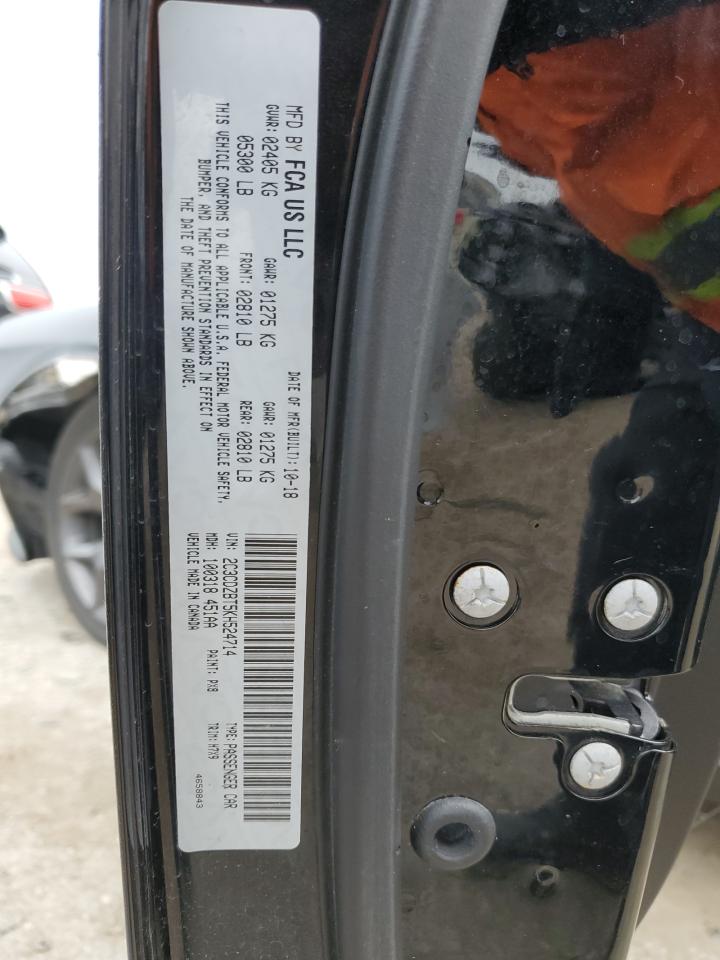 MFD BY FCA US LLC
DATE OF MFR(BUILT): 10-18
GVWR: 02405 KG
GAWR: 01275 KG
GAWR: 01275 KG
05300 LB
FRONT: 02810 LB
REAR: 02810 LB
THIS VEHICLE CONFORMS TO ALL APPLICABLE U.S.A. FEDERAL MOTOR VEHICLE SAFETY,
BUMPER, AND THEFT PREVENTION STANDARDS IN EFFECT ON
THE DATE OF MANUFACTURE SHOWN ABOVE.
VIN: 2C3CDZBT5KH524714
TYPE: PASSENGER CAR
MDH: 100318 451AA
PAINT: PX8
TRIM: H7X9
VEHICLE MADE IN CANADA
4658843